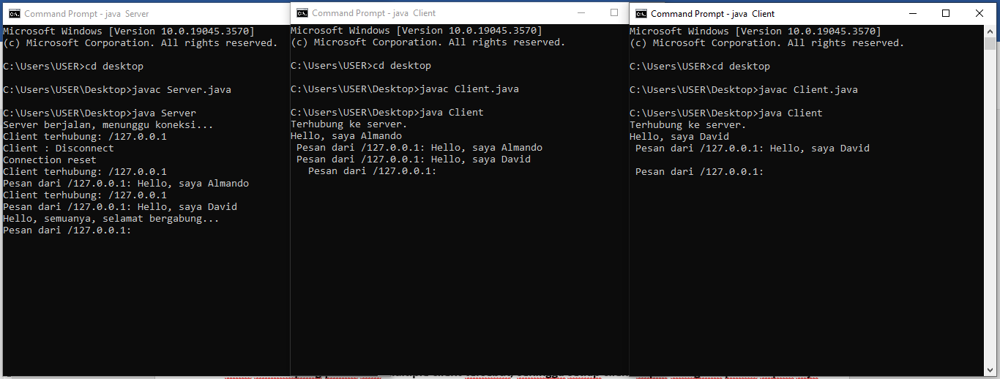 Command Prompt - java Server
Microsoft Windows [Version 10.0.19045.3570]
(c) Microsoft Corporation. All rights reserved.
C:\Users\USER>cd desktop
C:\Users\USER\Desktop>javac Server.java
C:\Users\USER\Desktop>java Server
Server berjalan, menunggu koneksi...
Client terhubung: /127.0.0.1
Client : Disconnect
Connection reset
Client terhubung: /127.0.0.1
Pesan dari /127.0.0.1: Hello, saya Almando
Client terhubung: /127.0.0.1
Pesan dari /127.0.0.1: Hello, saya David
Hello, semuanya, selamat bergabung...
Pesan dari /127.0.0.1:
Command Prompt - java Client
Microsoft Windows [Version 10.0.19045.3570]
(c) Microsoft Corporation. All rights reserved.
C:\Users\USER>cd desktop
C:\Users\USER\Desktop>javac Client.java
C:\Users\USER\Desktop>java Client
Terhubung ke server.
Hello, saya Almando
Pesan dari /127.0.0.1: Hello, saya Almando
Pesan dari /127.0.0.1: Hello, saya David
Pesan dari /127.0.0.1:
Command Prompt - java Client
Microsoft Windows [Version 10.0.19045.3570]
(c) Microsoft Corporation. All rights reserved.
C:\Users\USER>cd desktop
C:\Users\USER\Desktop>javac Client.java
C:\Users\USER\Desktop>java Client
Terhubung ke server.
Hello, saya David
Pesan dari /127.0.0.1: Hello, saya David
Pesan dari /127.0.0.1: